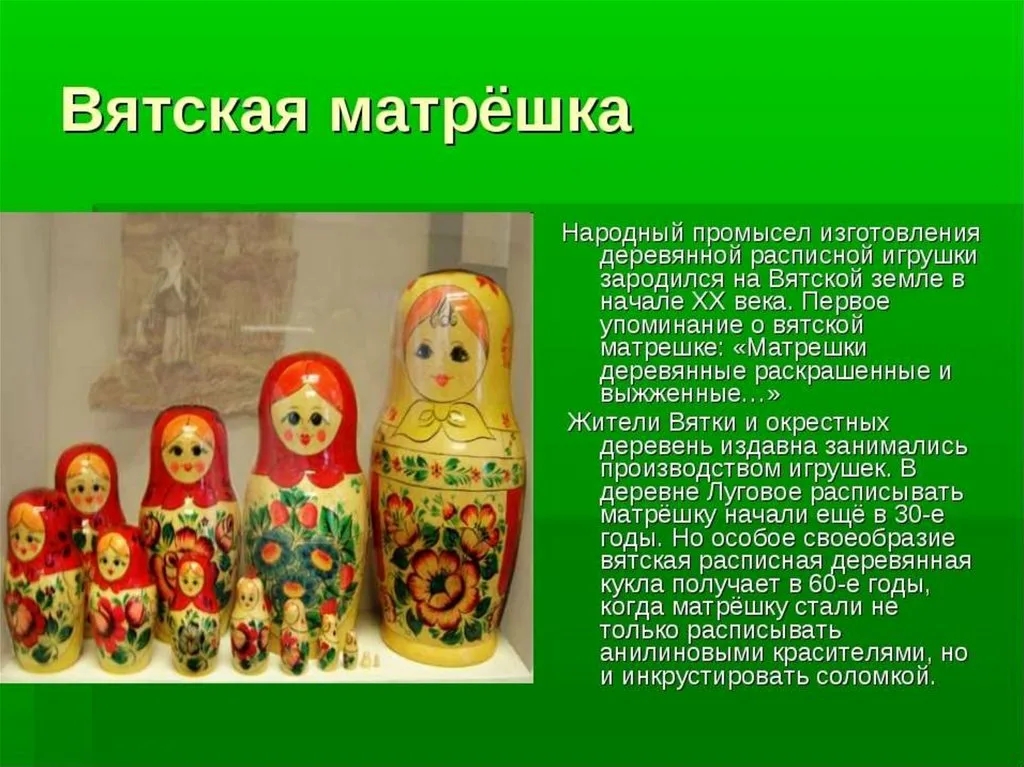 Вятская матрёшка
Народный промысел изготовления
деревянной расписной игрушки
зародился на Вятской земле в
начале XX века. Первое
упоминание о вятской
матрешке: «Матрешки
деревянные раскрашенные и
выжженные…»
Жители Вятки и окрестных
деревень издавна занимались
производством игрушек. В
деревне Луговое расписывать
матрёшку начали ещё в 30-е
годы. Но особое своеобразие
вятская расписная деревянная
кукла получает в 60-е годы,
когда матрёшку стали не
только расписывать
анилиновыми красителями, но
и инкрустировать соломкой.